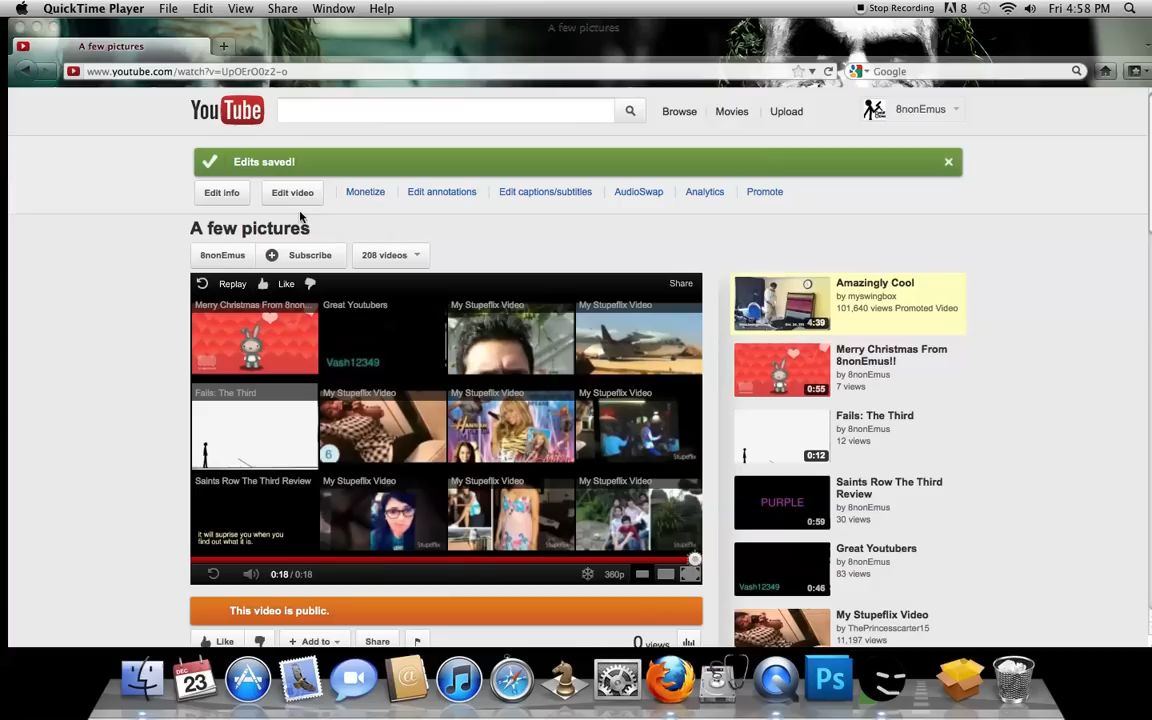 QuickTime Player File Edit View Share Window Help Stop Recording 8 Fri 4:58 PM
A few pictures
A few pictures
www.youtube.com/watch?v=UpOErO0z2-o Google
YouTube Browse Movies Upload 8nonEmus
Edits saved!
Edit info Edit video Monetize Edit annotations Edit captions/subtitles AudioSwap Analytics Promote
A few pictures
8nonEmus Subscribe 208 videos
Replay Like Share
Merry Christmas From 8non... Great Youtubers My Stupeflix Video My Stupeflix Video
Vash12349
Fails: The Third My Stupeflix Video My Stupeflix Video My Stupeflix Video
6
Stupeflix
Saints Row The Third Review My Stupeflix Video My Stupeflix Video My Stupeflix Video
It will suprise you when you
find out what it is.
Stupeflix Stupeflix Stupeflix
0:18 / 0:18 360p
This video is public.
Like Add to Share 0 views
Amazingly Cool
by myswingbox
101,640 views Promoted Video
4:39
Merry Christmas From
8nonEmus!!
by 8nonEmus
7 views
0:55
Fails: The Third
by 8nonEmus
12 views
0:12
Saints Row The Third
Review
by 8nonEmus
30 views
PURPLE
0:59
Great Youtubers
by 8nonEmus
83 views
Vash12349
0:46
My Stupeflix Video
by ThePrincesscarter15
11,197 views
DEC
23
Ps